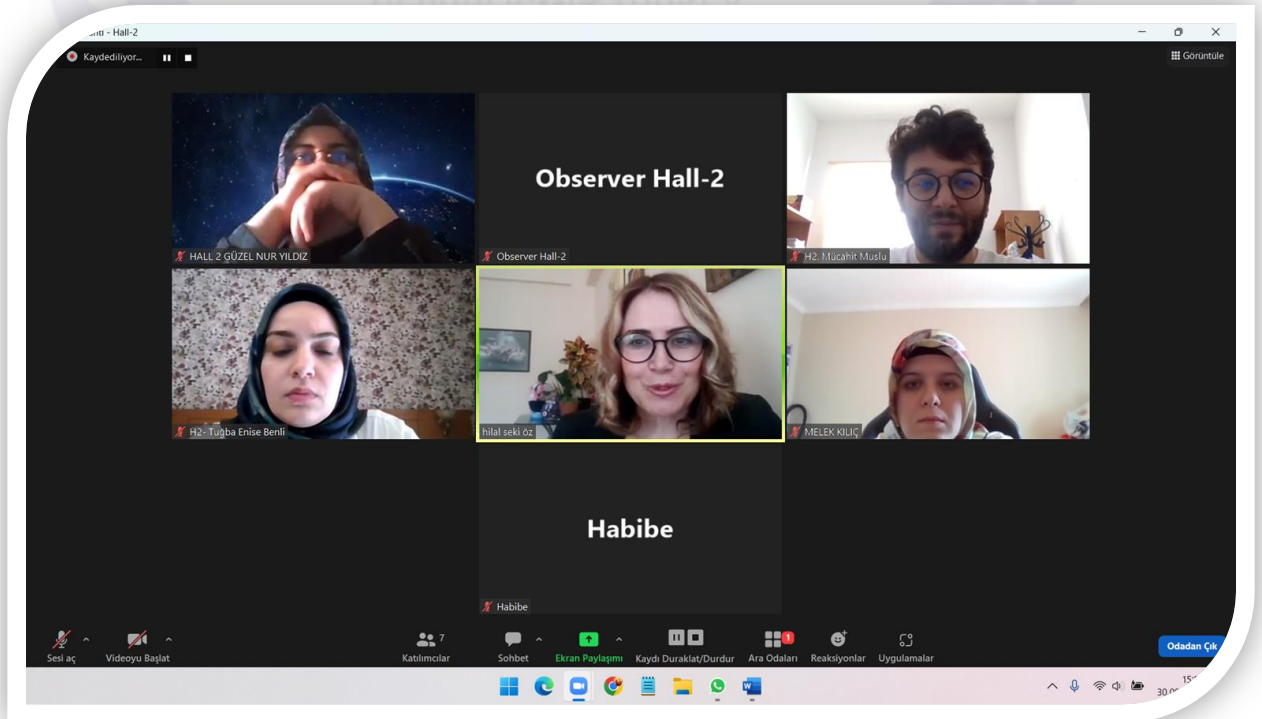 - Hall-2
Kaydediliyor...
Görüntüle
Observer Hall-2
HALL 2 GÜZEL NUR YILDIZ
Observer Hall-2
H2. Mücahit Muslu
H2- Tuğba Enise Benli
hilal seki öz
MELEK KILIÇ
Habibe
Habibe
7
1
Sesi aç
Videoyu Başlat
Katılımcılar
Sohbet
Ekran Paylaşımı
Kaydı Duraklat/Durdur
Ara Odaları
Reaksiyonlar
Uygulamalar
Odadan Çık